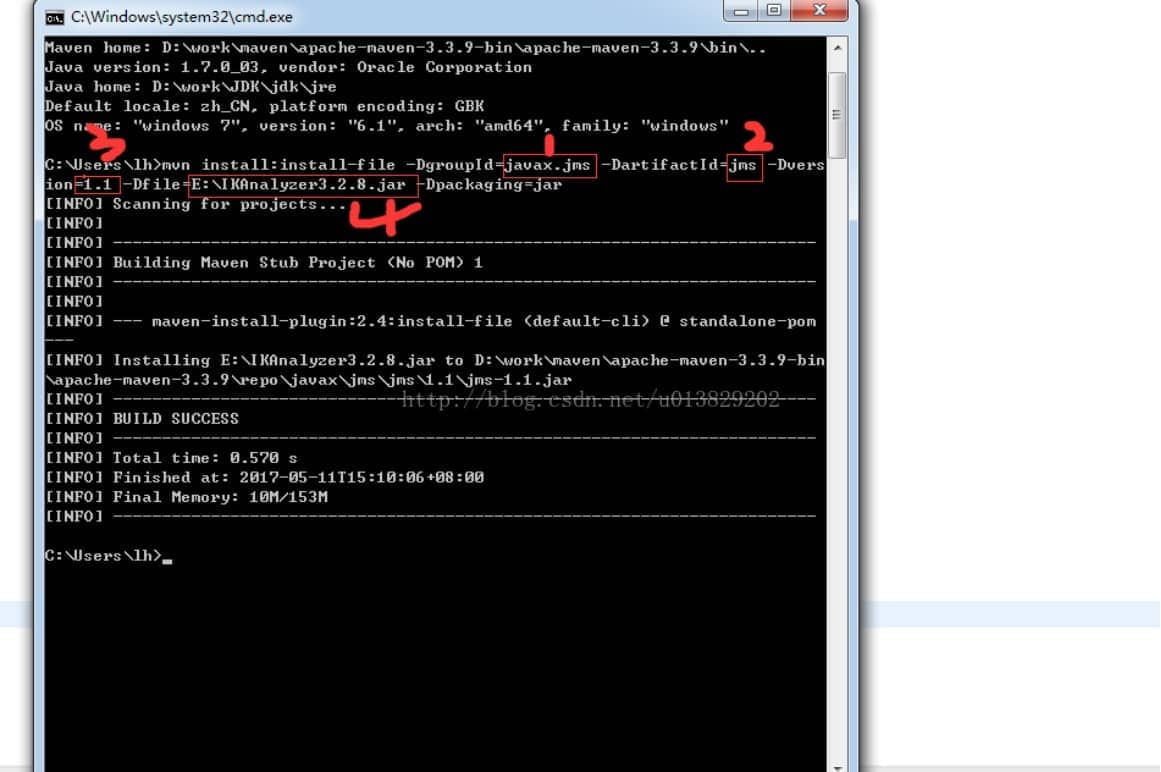 C:\Windows\system32\cmd.exe
Maven home: D:\work\maven\apache-maven-3.3.9-bin\apache-maven-3.3.9\bin\..
Java version: 1.7.0_03, vendor: Oracle Corporation
Java home: D:\work\JDK\jdk\jre
Default locale: zh_CN, platform encoding: GBK
OS name: "windows 7", version: "6.1", arch: "amd64", family: "windows"
3
1
2
C:\Users\lh>mvn install:install-file -DgroupId=javax.jms -DartifactId=jms -Dvers
ion=1.1 -Dfile=E:\IKAnalyzer3.2.8.jar -Dpackaging=jar
4
[INFO] Scanning for projects...
[INFO]
[INFO] ------------------------------------------------------------------------
[INFO] Building Maven Stub Project (No POM) 1
[INFO] ------------------------------------------------------------------------
[INFO]
[INFO] --- maven-install-plugin:2.4:install-file (default-cli) @ standalone-pom
---
[INFO] Installing E:\IKAnalyzer3.2.8.jar to D:\work\maven\apache-maven-3.3.9-bin
\apache-maven-3.3.9\repo\javax\jms\jms\1.1\jms-1.1.jar
[INFO] ------------------------------------------------------------------------
http://blog.csdn.net/u013829202
[INFO] BUILD SUCCESS
[INFO] ------------------------------------------------------------------------
[INFO] Total time: 0.570 s
[INFO] Finished at: 2017-05-11T15:10:06+08:00
[INFO] Final Memory: 10M/153M
[INFO] ------------------------------------------------------------------------
C:\Users\lh>_